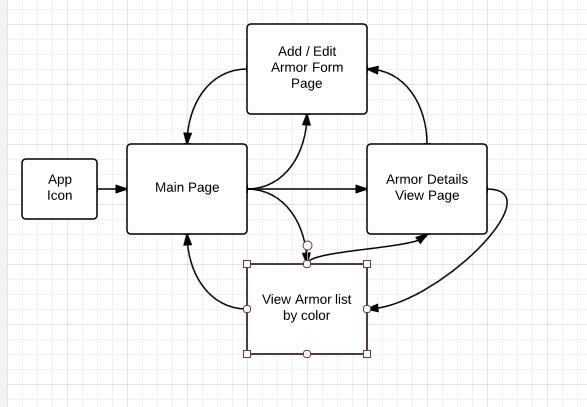 Add / Edit
Armor Form
Page
App
Icon
Main Page
Armor Details
View Page
View Armor list
by color